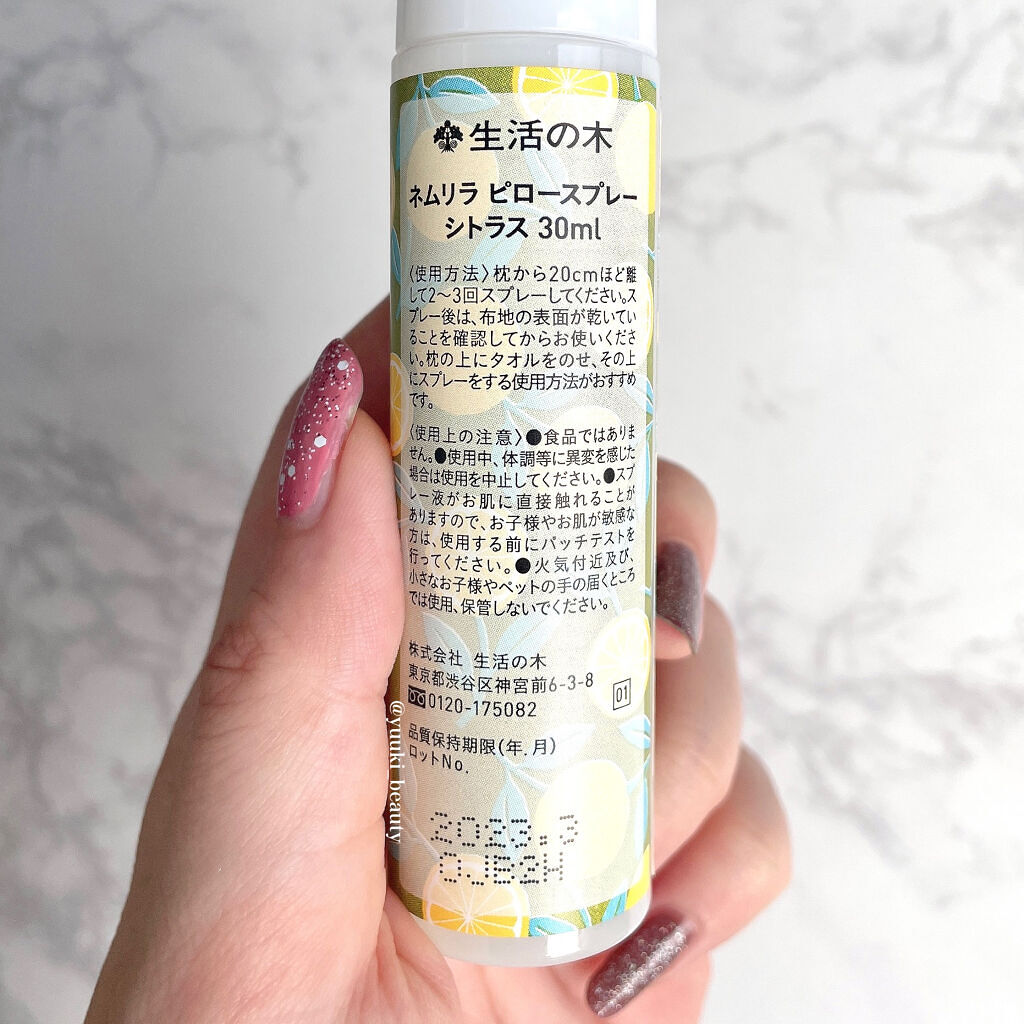 生活の木
ネムリラ ピロースプレー
シトラス 30ml
〈使用方法〉枕から20cmほど離
して2〜3回スプレーしてください。ス
プレー後は、布地の表面が乾いてい
ることを確認してからお使いくださ
い。枕の上にタオルをのせ、その上
にスプレーをする使用方法がおすすめ
です。
〈使用上の注意〉●食品ではありま
せん。●使用中、体調等に異変を感じた
場合は使用を中止してください。●スプ
レー液がお肌に直接触れることが
ありますので、お子様やお肌が敏感な
方は、使用する前にパッチテストを
行ってください。●火気付近及び、
小さなお子様やペットの手の届くところ
では使用、保管しないでください。
株式会社 生活の木
東京都渋谷区神宮前6-3-8
0120-175082
01
品質保持期限(年.月)
ロットNo.
2023.3
OJB2H
@yuuki_beauty